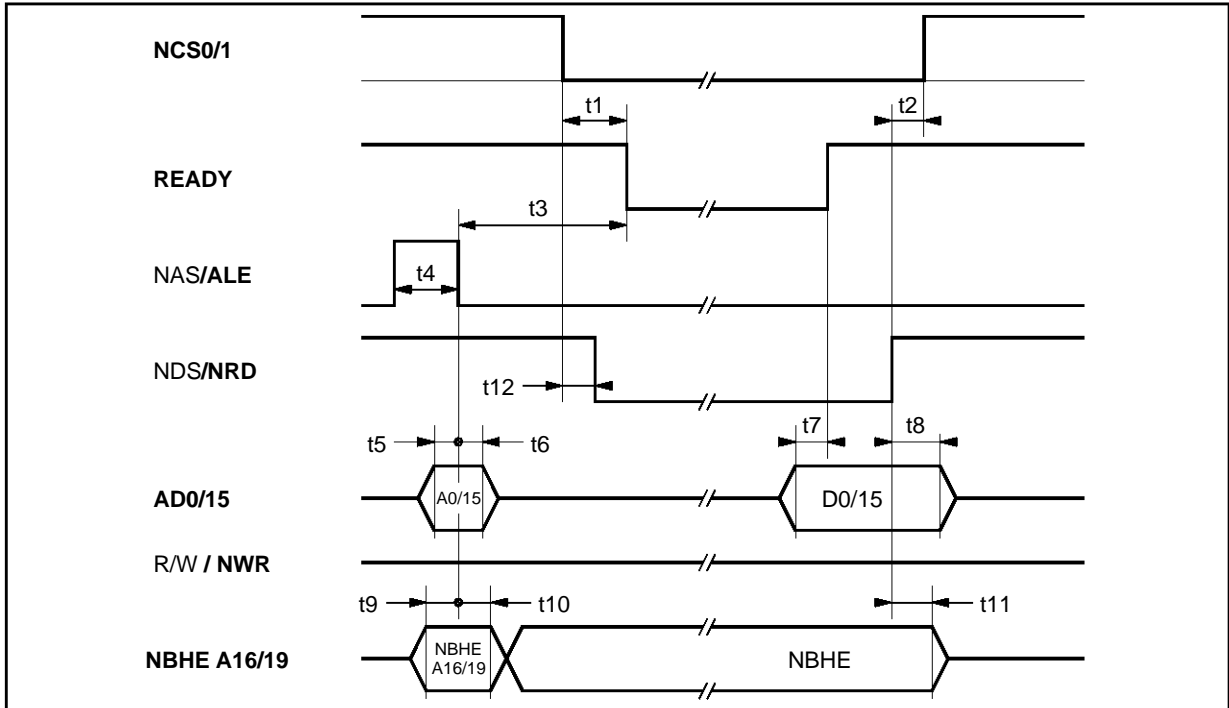 NCS0/1
t1
t2
READY
t3
NAS/ALE
t4
NDS/NRD
t12
t5
t6
t7
t8
AD0/15
A0/15
D0/15
R/W / NWR
t9
t10
t11
NBHE A16/19
NBHE
A16/19
NBHE